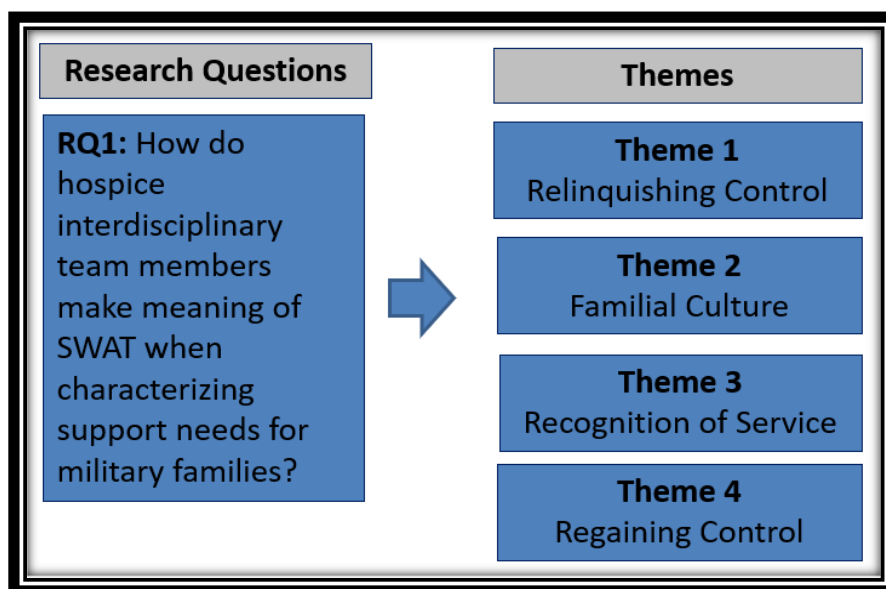 Research Questions
RQ1: How do
hospice
interdisciplinary
team members
make meaning of
SWAT when
characterizing
support needs for
military families?
Themes
Theme 1
Relinquishing Control
Theme 2
Familial Culture
Theme 3
Recognition of Service
Theme 4
Regaining Control